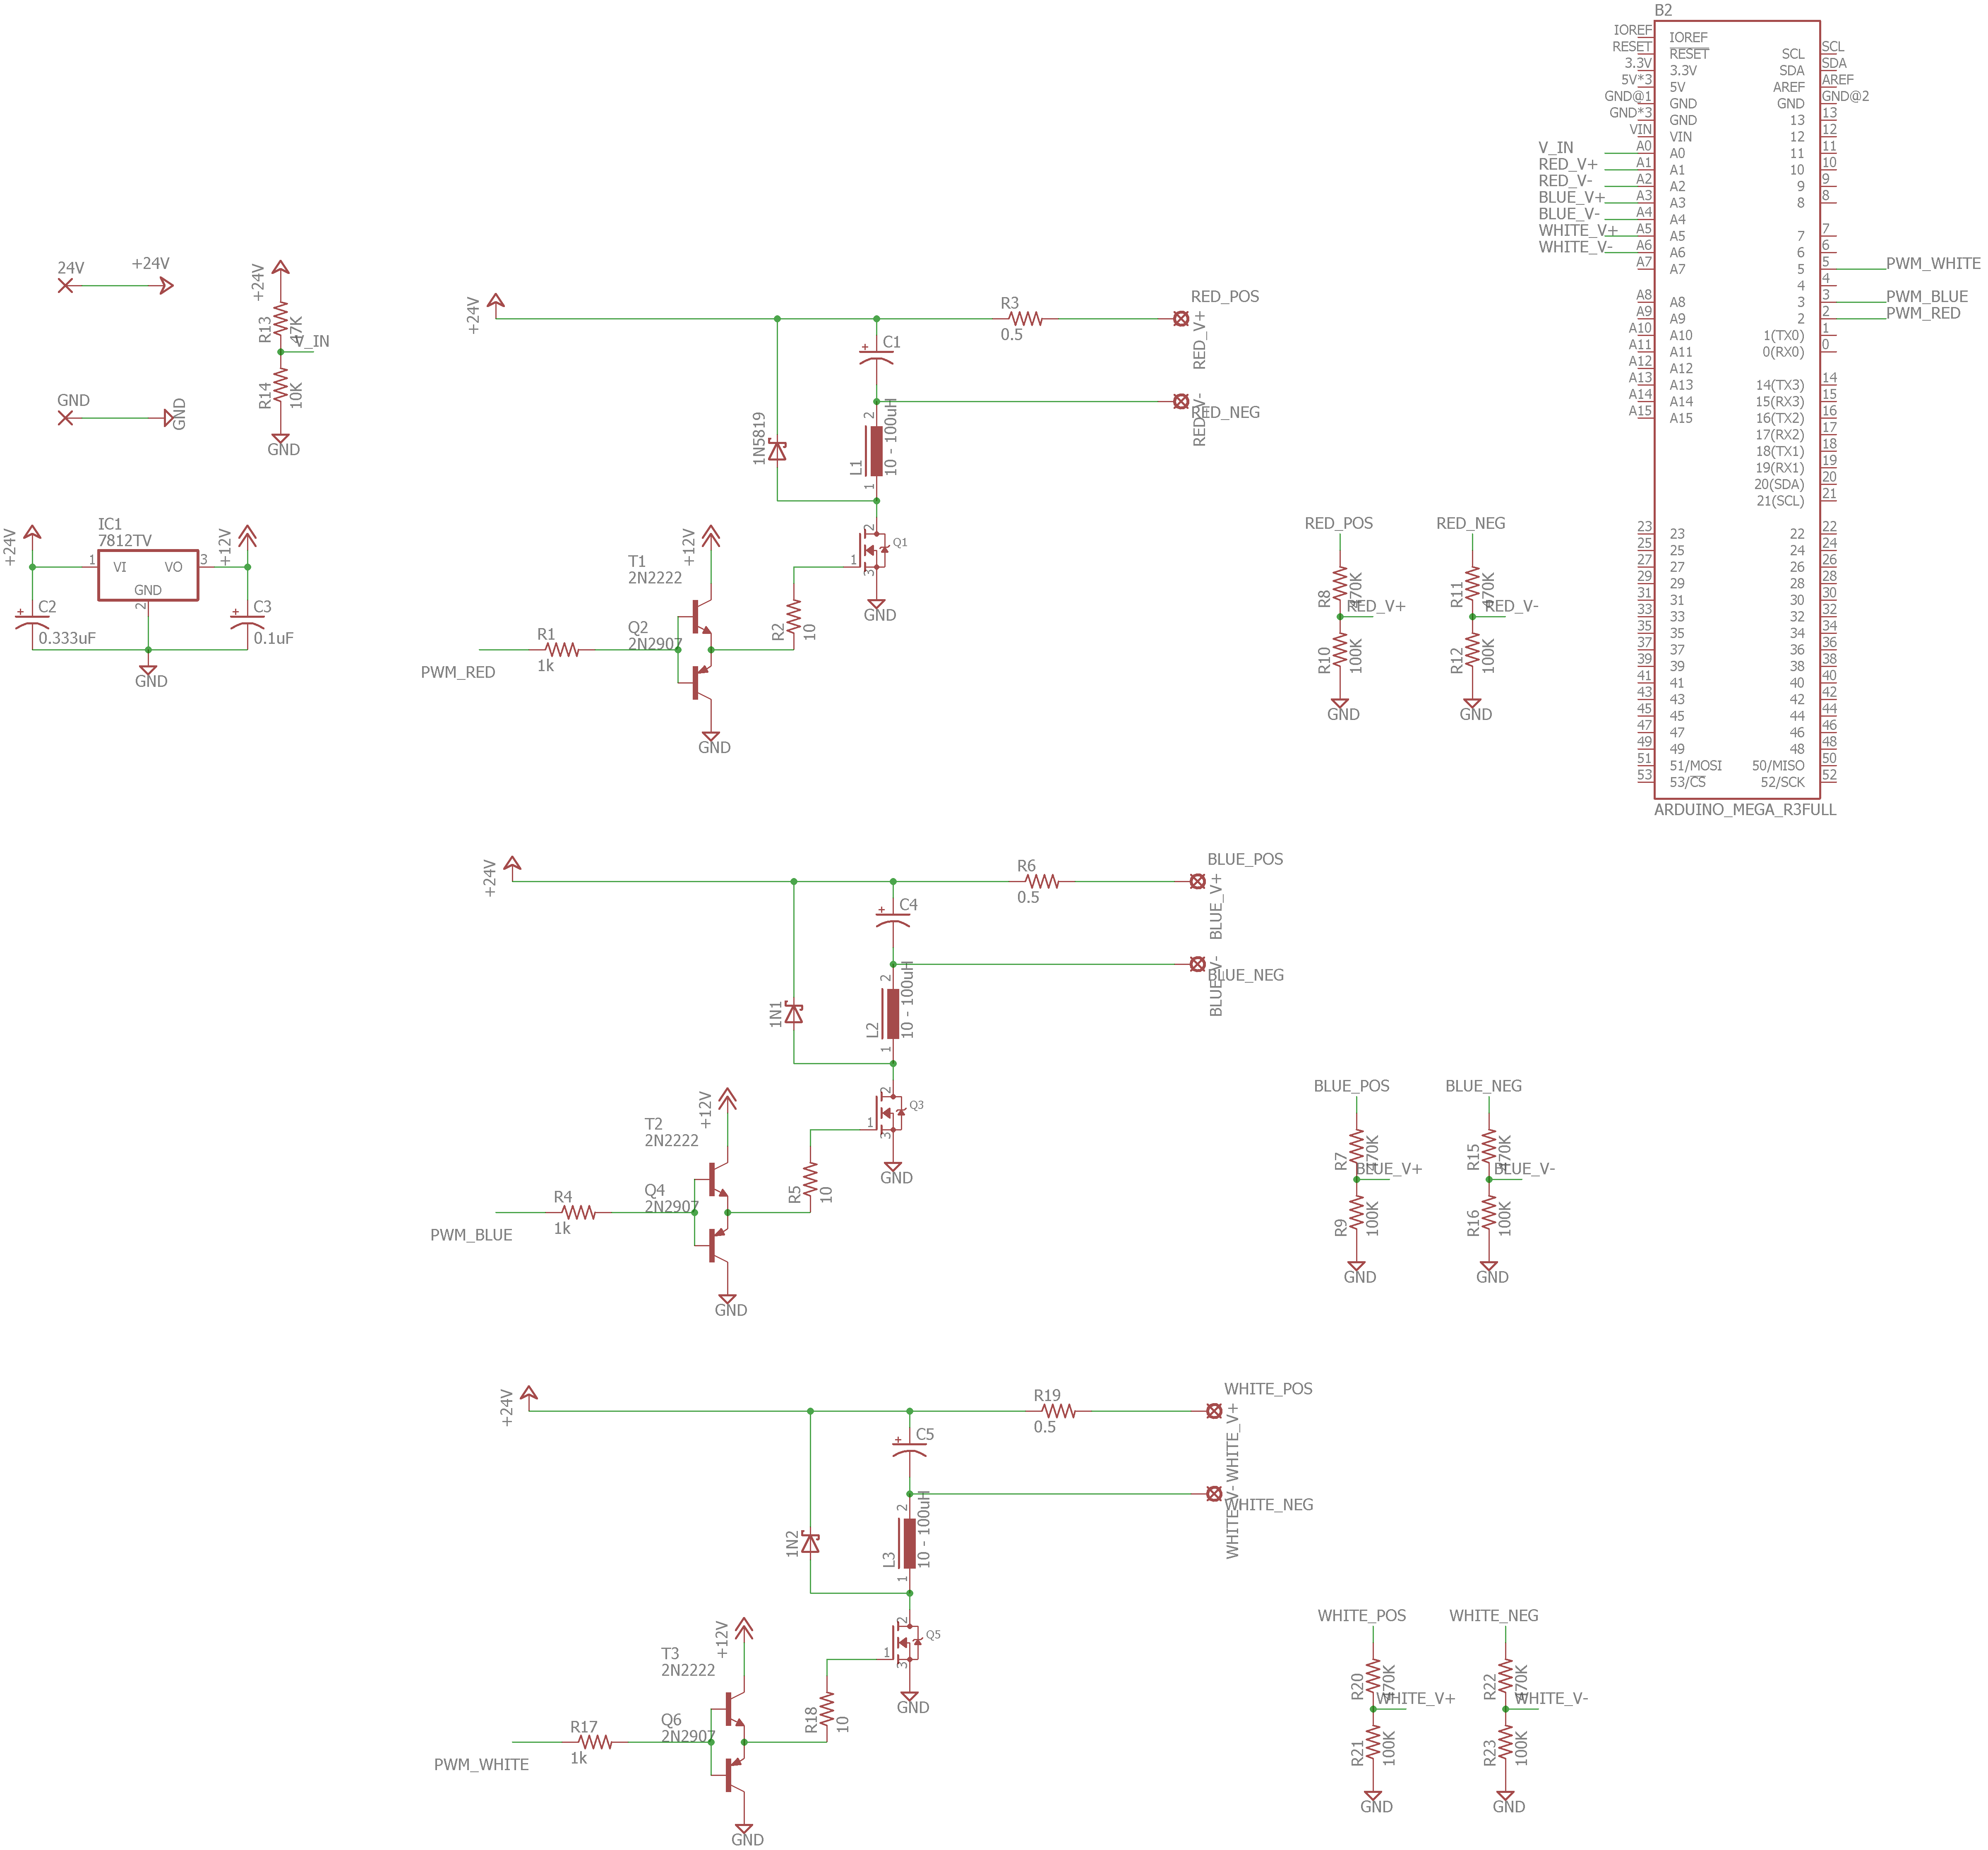 B2
IOREF
RESET
3.3V
5V*3
GND@1
GND*3
VIN
A0
A1
A2
A3
A4
A5
A6
A7
A8
A9
A10
A11
A12
A13
A14
A15
23
25
27
29
31
33
35
37
39
41
43
45
47
49
51
53
IOREF
RESET
3.3V
5V
GND
GND
VIN
A0
A1
A2
A3
A4
A5
A6
A7
A8
A9
A10
A11
A12
A13
A14
A15
23
25
27
29
31
33
35
37
39
41
43
45
47
49
51/MOSI
53/CS
SCL
SDA
AREF
GND
13
12
11
10
9
8
7
6
5
4
3
2
1(TX0)
0(RX0)
14(TX3)
15(RX3)
16(TX2)
17(RX2)
18(TX1)
19(RX1)
20(SDA)
21(SCL)
22
24
26
28
30
32
34
36
38
40
42
44
46
48
50/MISO
52/SCK
SCL
SDA
AREF
GND@2
13
12
11
10
9
8
7
6
5
4
3
2
1
0
14
15
16
17
18
19
20
21
22
24
26
28
30
32
34
36
38
40
42
44
46
48
50
52
ARDUINO_MEGA_R3FULL
V_IN
RED_V+
RED_V-
BLUE_V+
BLUE_V-
WHITE_V+
WHITE_V-
PWM_WHITE
PWM_BLUE
PWM_RED
24V
+24V
GND
GND
+24V
R13
47K
V_IN
R14
10K
GND
+24V
IC1
7812TV
1
VI
VO
3
GND
2
+12V
C2
0.333uF
C3
0.1uF
GND
+24V
R3
0.5
RED_POS
RED_V+
C1
RED_V-
RED_NEG
1N5819
2
L1
10 - 100uH
1
2
Q1
1
3
GND
T1
2N2222
+12V
Q2
2N2907
R1
1k
PWM_RED
R2
10
GND
RED_POS
R8
470K
RED_V+
R10
100K
GND
RED_NEG
R11
470K
RED_V-
R12
100K
GND
+24V
R6
0.5
BLUE_POS
BLUE_V+
C4
BLUE_V-
BLUE_NEG
1N1
2
L2
10 - 100uH
1
2
Q3
1
3
GND
T2
2N2222
+12V
Q4
2N2907
R4
1k
PWM_BLUE
R5
10
GND
BLUE_POS
R7
470K
BLUE_V+
R9
100K
GND
BLUE_NEG
R15
470K
BLUE_V-
R16
100K
GND
+24V
R19
0.5
WHITE_POS
WHITE_V+
C5
WHITE_V-
WHITE_NEG
1N2
2
L3
10 - 100uH
1
2
Q5
1
3
GND
T3
2N2222
+12V
Q6
2N2907
R17
1k
PWM_WHITE
R18
10
GND
WHITE_POS
R20
470K
WHITE_V+
R21
100K
GND
WHITE_NEG
R22
470K
WHITE_V-
R23
100K
GND